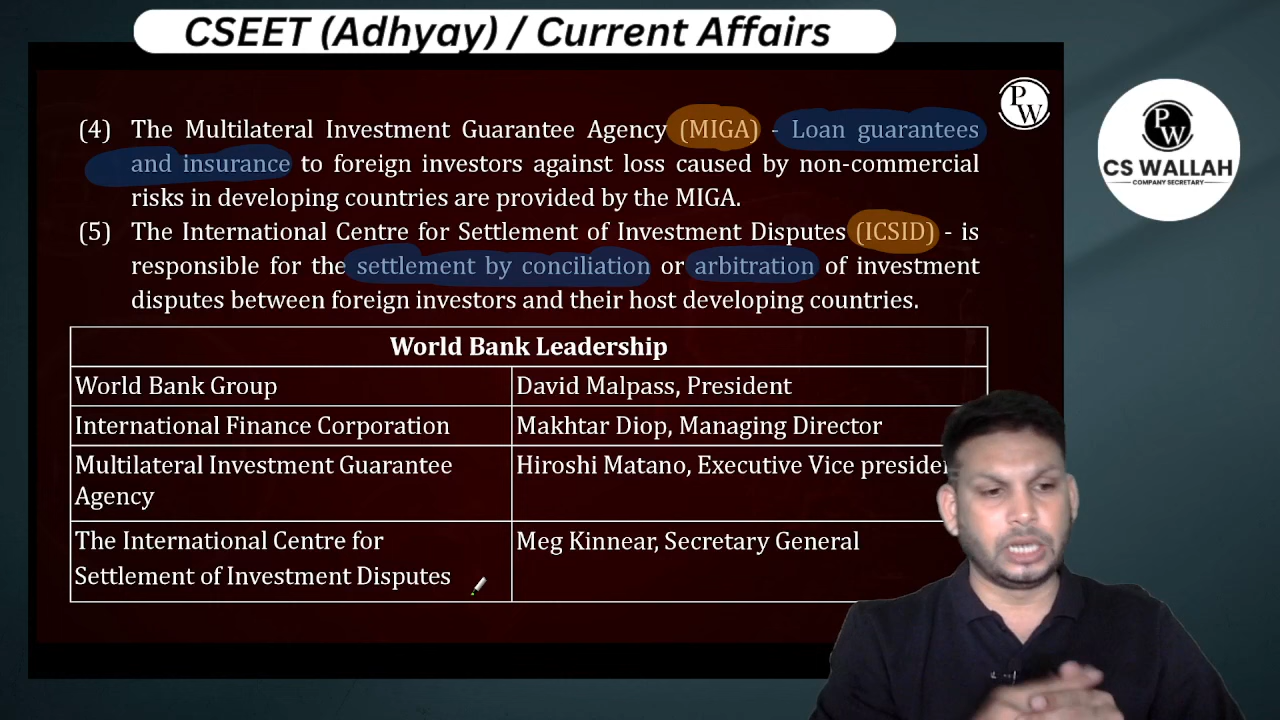 CSEET (Adhyay) / Current Affairs
PW
(4) The Multilateral Investment Guarantee Agency (MIGA) - Loan guarantees
and insurance to foreign investors against loss caused by non-commercial
risks in developing countries are provided by the MIGA.
(5) The International Centre for Settlement of Investment Disputes (ICSID) - is
responsible for the settlement by conciliation or arbitration of investment
disputes between foreign investors and their host developing countries.
World Bank Leadership
World Bank Group
David Malpass, President
International Finance Corporation
Makhtar Diop, Managing Director
Multilateral Investment Guarantee
Agency
Hiroshi Matano, Executive Vice
The International Centre for
Settlement of Investment Disputes
Meg Kinnear, Secretary General
PW
CS WALLAH
COMPANY SECRETARY